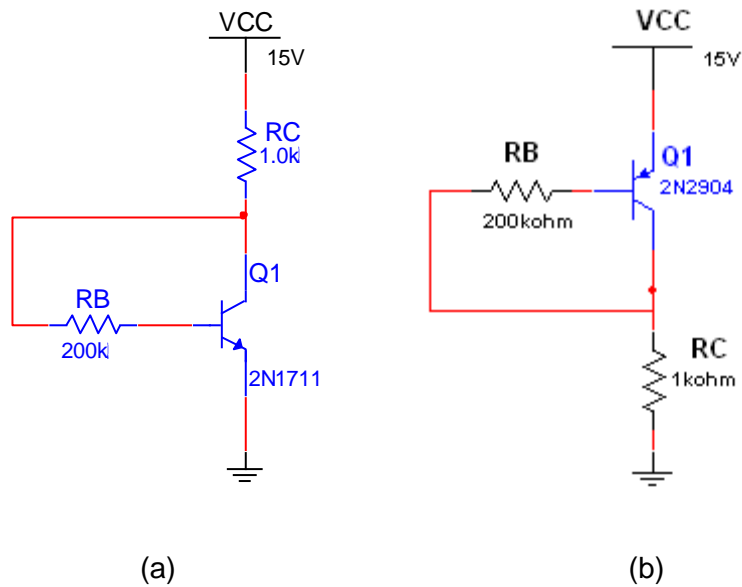 VCC
15V
RC
1.0k
Q1
RB
200k
2N1711
(a)
VCC
15V
RB
Q1
2N2904
200kohm
RC
1kohm
(b)